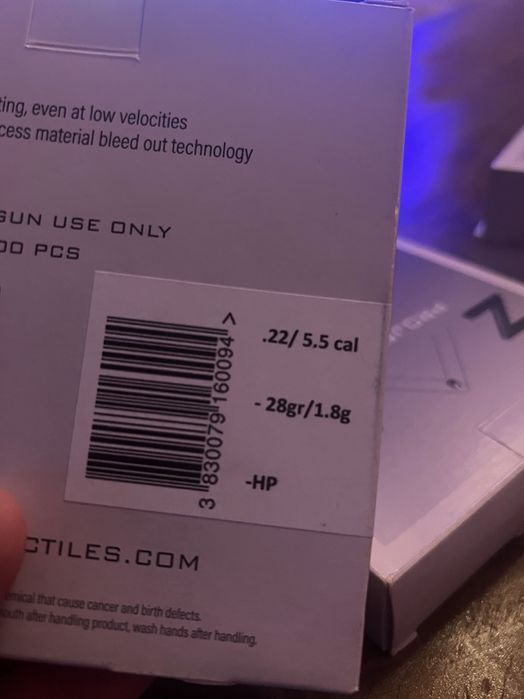 ting, even at low velocities
cess material bleed out technology
GUN USE ONLY
00 PCS
.22/ 5.5 cal
- 28gr/1.8g
-HP
3 830079 160094 >
CTILES.COM
emical that cause cancer and birth defects.
outh after handling product, wash hands after handling.